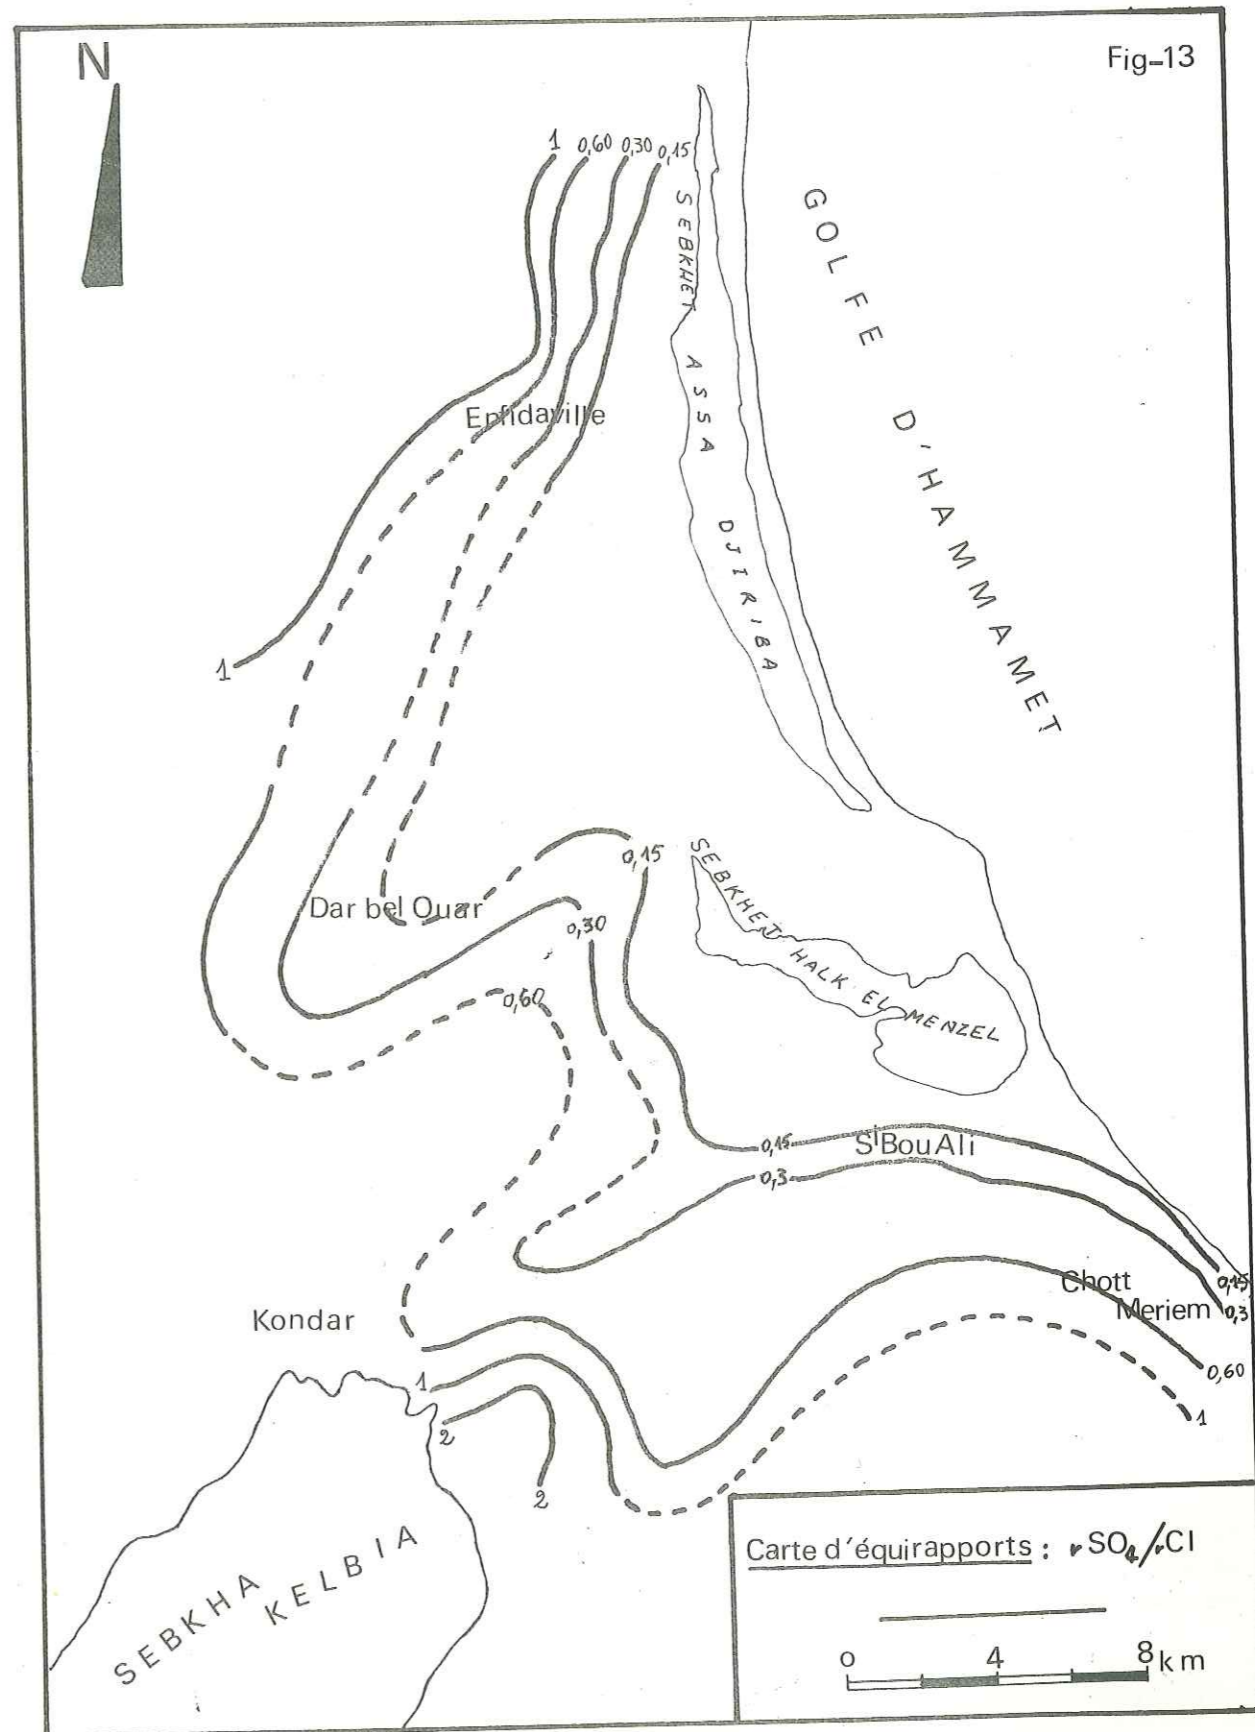 Fig-13
N
1 0,60 0,30 0,15
SEBKHET ASSA DJIRIBA
GOLFE D'HAMMAMET
Enfidaville
1
0,15
SEBKHET HALK EL MENZEL
Dar bel Ouar
0,30
0,60
0,15
SᵗBouAli
0,3
Chott
Meriem
0,15
0,3
Kondar
0,60
1
1
2
2
SEBKHA KELBIA
Carte d'équirapports : rSO₄/rCl
0 4 8 km